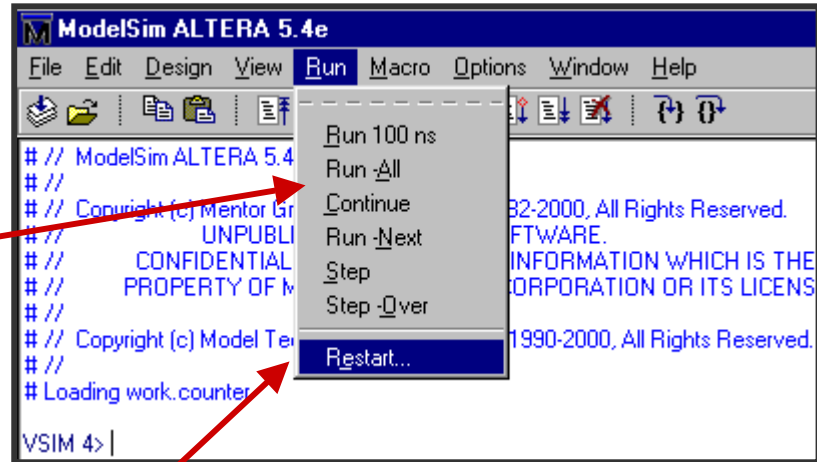 ModelSim ALTERA 5.4e
File Edit Design View Run Macro Options Window Help
Run 100 ns
Run -All
Continue
Run -Next
Step
Step -Over
Restart...
# // ModelSim ALTERA 5.4
# //
# // Copyright (c) Mentor Gr 82-2000, All Rights Reserved.
# // UNPUBLI FTWARE.
# // CONFIDENTIAL INFORMATION WHICH IS THE
# // PROPERTY OF M CORPORATION OR ITS LICENS
# //
# // Copyright (c) Model Te 1990-2000, All Rights Reserved.
# //
# Loading work.counter
VSIM 4>